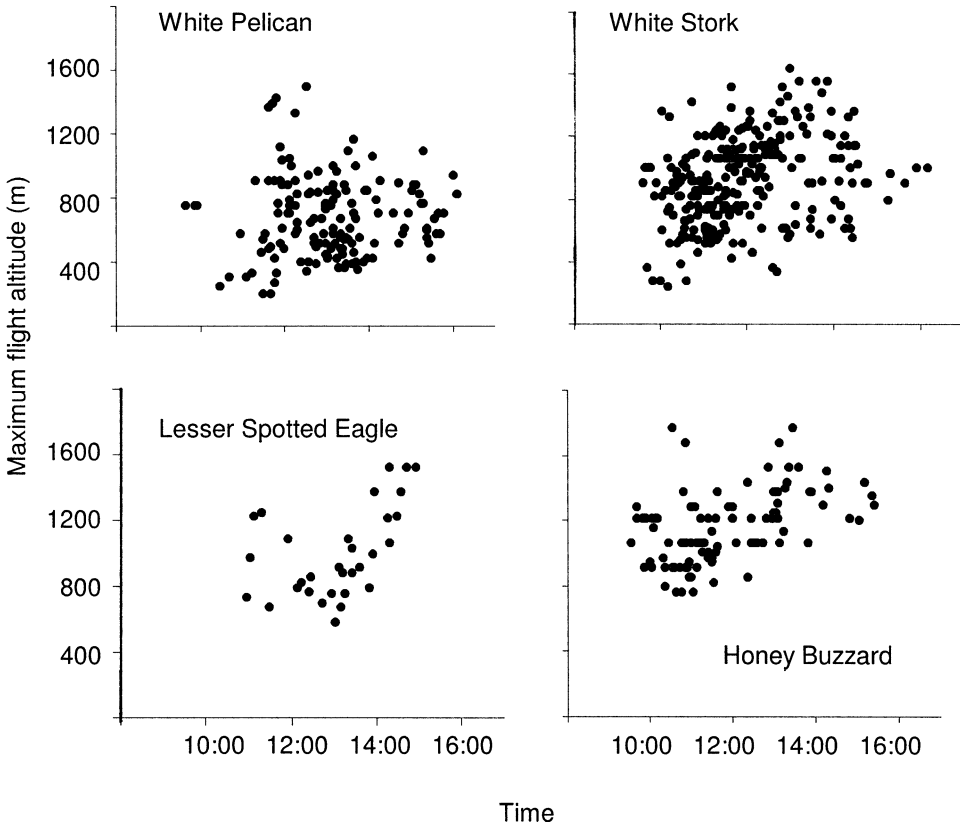 White Pelican
White Stork
1600
1200
800
400
Maximum flight altitude (m)
Lesser Spotted Eagle
1600
1200
800
400
Honey Buzzard
10:00 12:00 14:00 16:00
10:00 12:00 14:00 16:00
Time